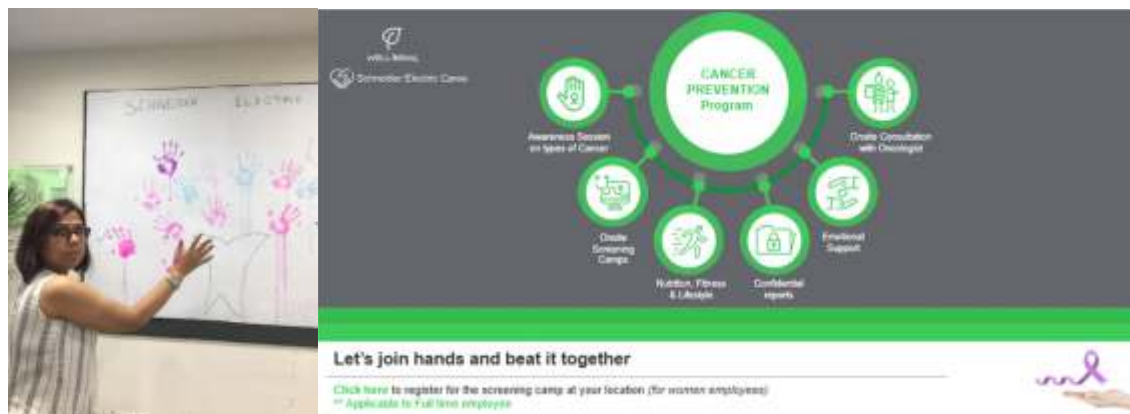 SCHNEIDER ELECTRIC
Schneider Electric Cares
CANCER
PREVENTION
Program
Awareness Session
on types of Cancer
Onsite
Screening
Camps
Nutrition, Fitness
& Lifestyle
Confidential
reports
Emotional
Support
Onsite Consultation
with Oncologist
Let's join hands and beat it together
Click here to register for the screening camp at your location (for women employees)
** Applicable to Full time employee